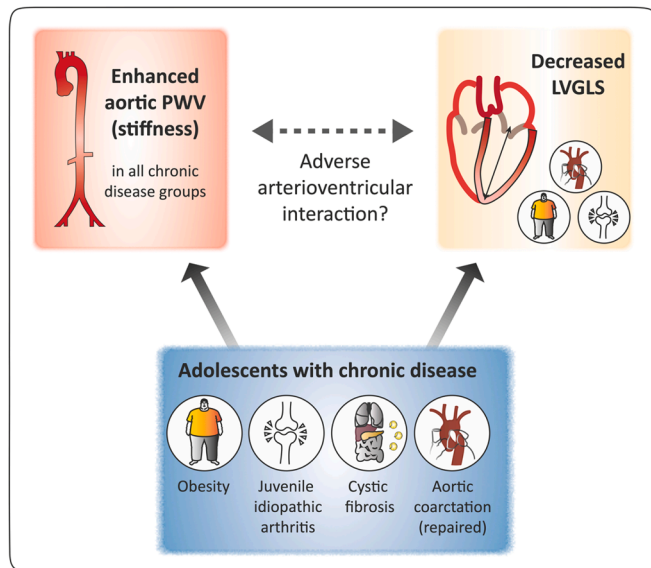 Enhanced
aortic PWV
(stiffness)
in all chronic
disease groups
Adverse
arterioventricular
interaction?
Decreased
LVGLS
Adolescents with chronic disease
Obesity
Juvenile
idiopathic
arthritis
Cystic
fibrosis
Aortic
coarctation
(repaired)